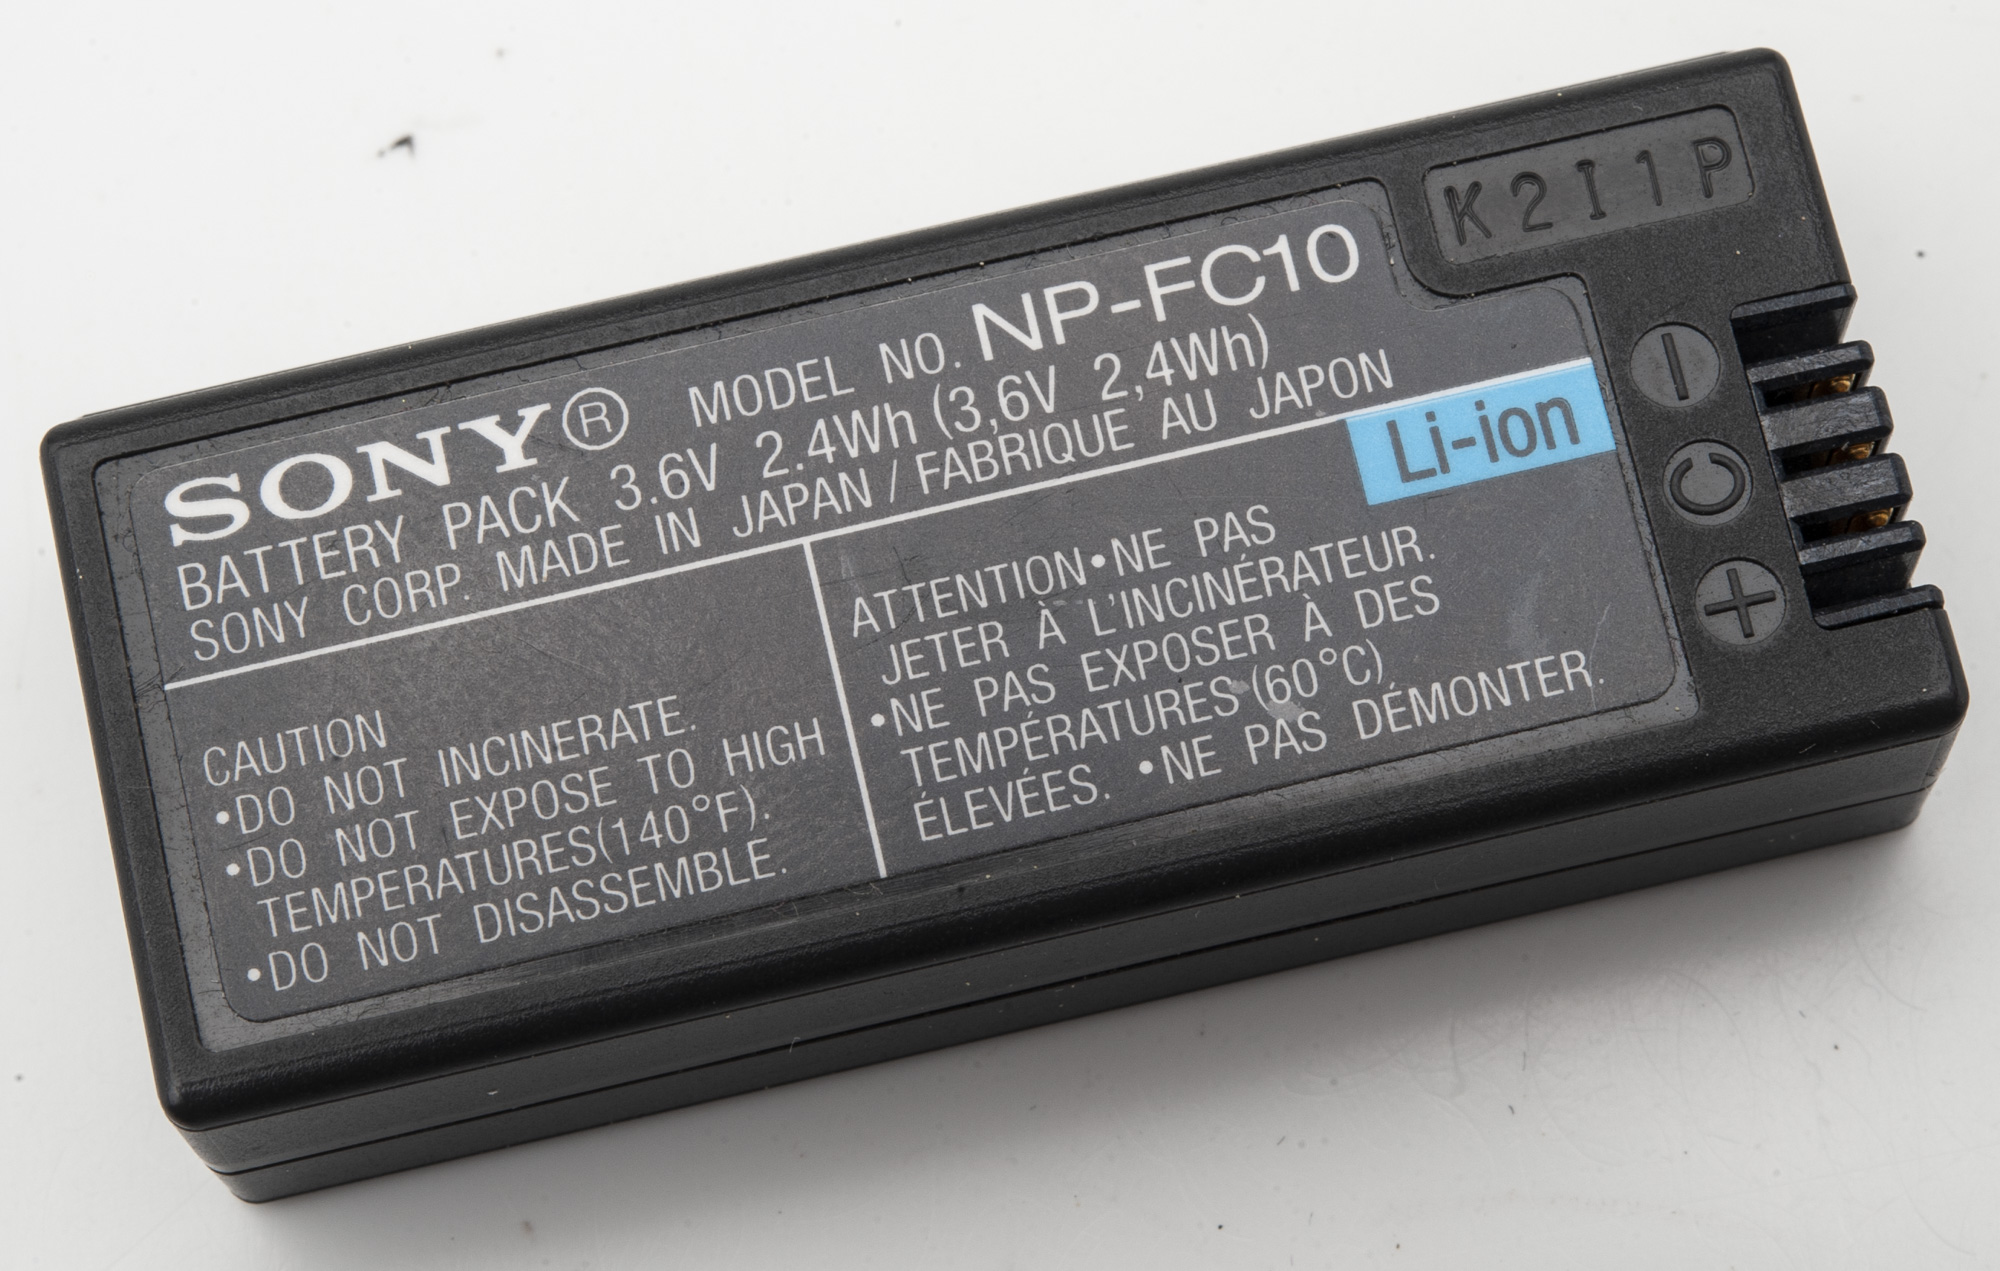 K2I1P
SONY® MODEL NO. NP-FC10
BATTERY PACK 3.6V 2.4Wh (3,6V 2,4Wh)
SONY CORP. MADE IN JAPAN / FABRIQUE AU JAPON
Li-ion
CAUTION
•DO NOT INCINERATE.
•DO NOT EXPOSE TO HIGH
TEMPERATURES(140°F).
•DO NOT DISASSEMBLE.
ATTENTION•NE PAS
JETER À L'INCINÉRATEUR.
•NE PAS EXPOSER À DES
TEMPÉRATURES (60°C)
ÉLEVÉES. •NE PAS DÉMONTER.
−
C
+